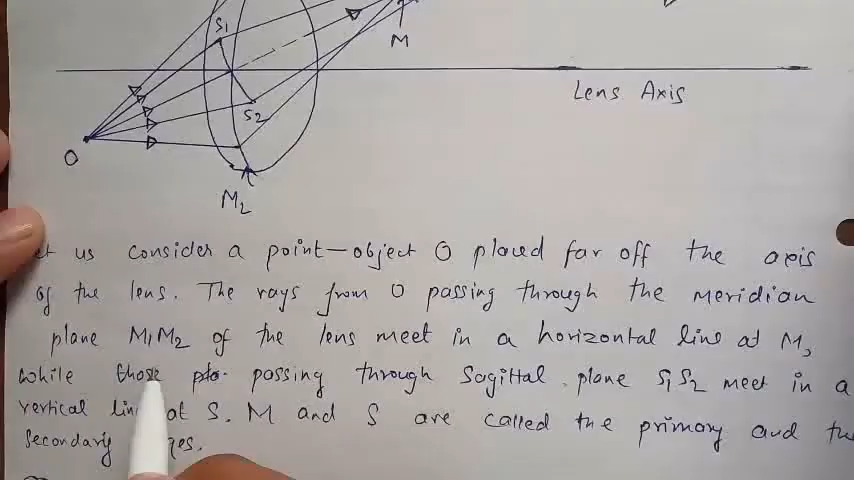 S1
M
Lens Axis
S2
O
M2
us consider a point-object O placed far off the axis
of the lens. The rays from O passing through the meridian
plane M1M2 of the lens meet in a horizontal line at M,
while those passing through Sagittal plane S1S2 meet in a
vertical at S. M and S are called the primary and
secondary